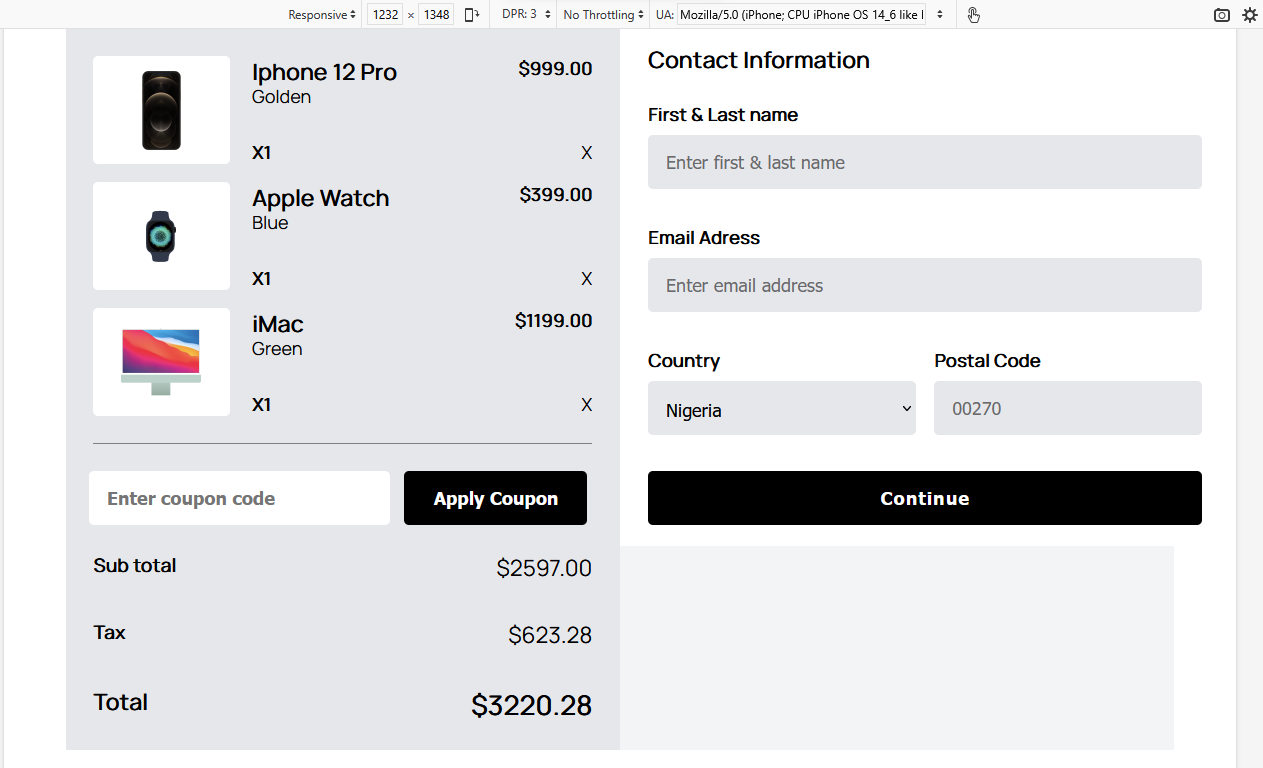 Responsive 1232 × 1348 DPR: 3 No Throttling UA: Mozilla/5.0 (iPhone; CPU iPhone OS 14_6 like
Iphone 12 Pro $999.00
Golden
X1 X
Apple Watch $399.00
Blue
X1 X
iMac $1199.00
Green
X1 X
Enter coupon code Apply Coupon
Sub total $2597.00
Tax $623.28
Total $3220.28
Contact Information
First & Last name
Enter first & last name
Email Adress
Enter email address
Country Postal Code
Nigeria 00270
Continue